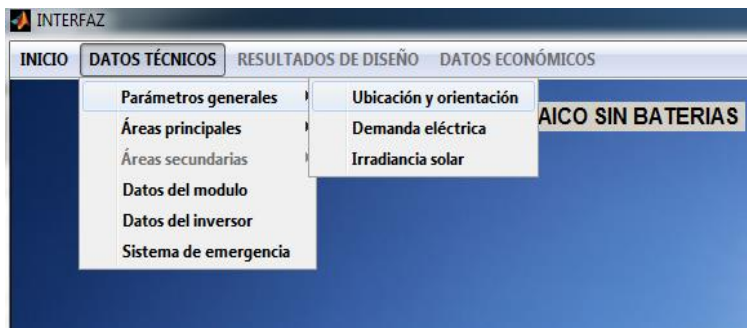 INTERFAZ
INICIO DATOS TÉCNICOS RESULTADOS DE DISEÑO DATOS ECONÓMICOS
Parámetros generales
Áreas principales
Áreas secundarias
Datos del modulo
Datos del inversor
Sistema de emergencia
Ubicación y orientación
Demanda eléctrica
Irradiancia solar
AICO SIN BATERIAS